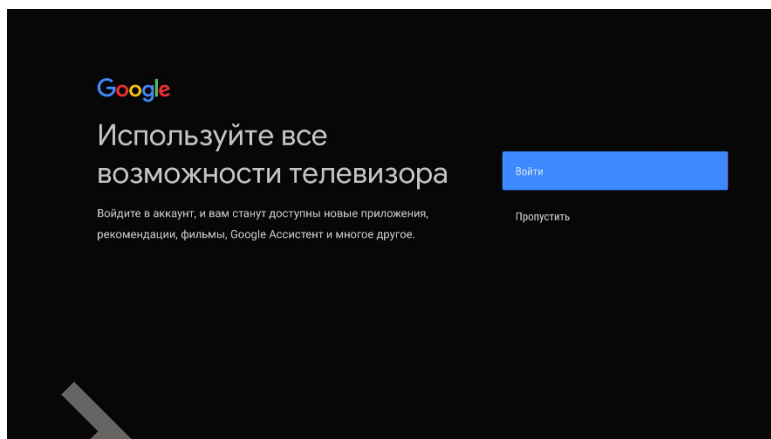 Google
Используйте все
возможности телевизора
Войдите в аккаунт, и вам станут доступны новые приложения,
рекомендации, фильмы, Google Ассистент и многое другое.
Войти
Пропустить